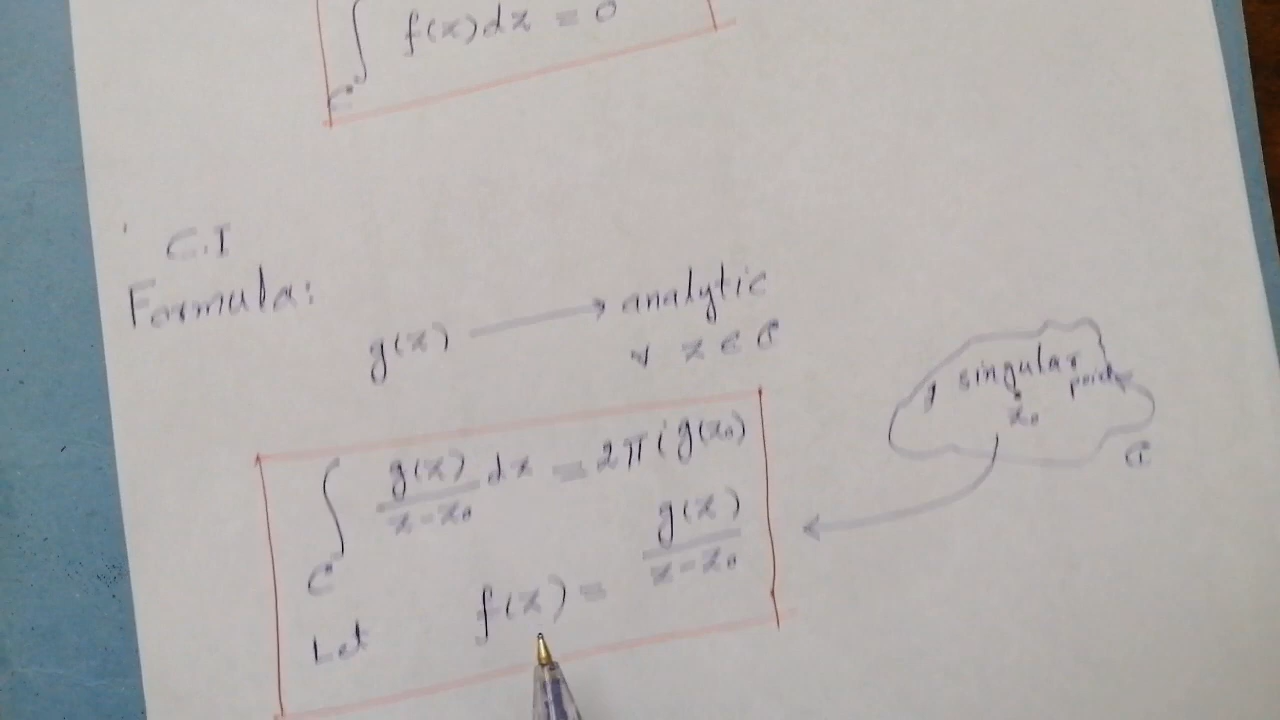 ∫ f(z)dz = 0
C
C.I
Formula:
g(z) → analytic
∀ z ∈ C
1 singular point
z₀
C
∫ g(z)/(z-z₀) dz = 2πi g(z₀)
C
Let f(z) = g(z)/(z-z₀)